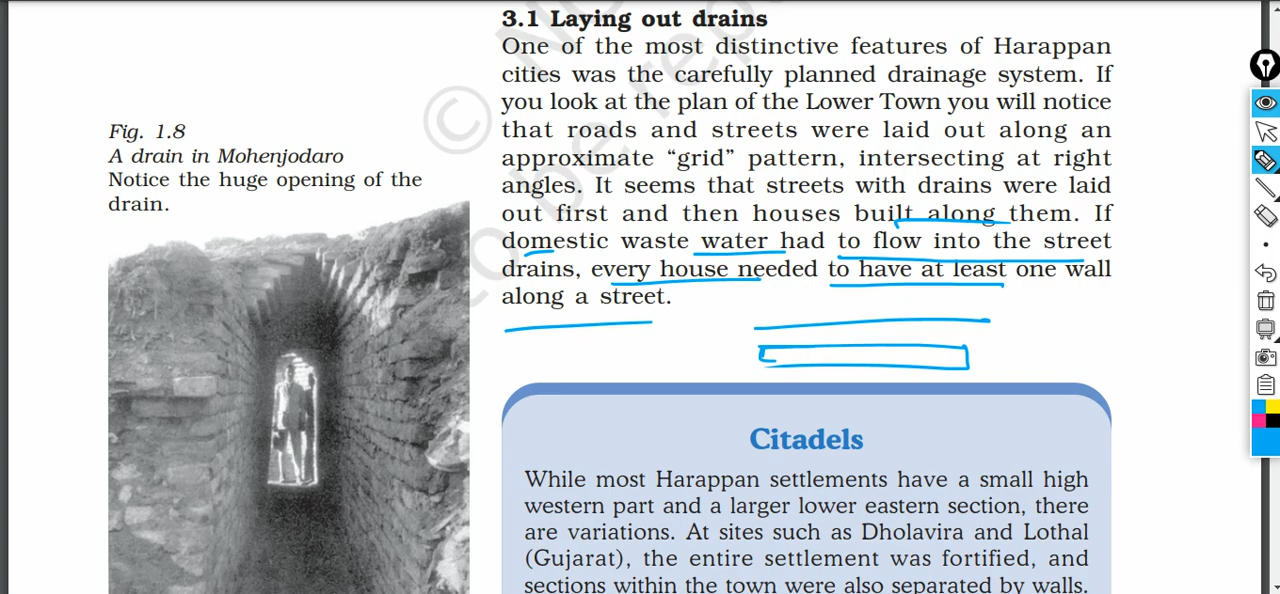 3.1 Laying out drains
One of the most distinctive features of Harappan
cities was the carefully planned drainage system. If
you look at the plan of the Lower Town you will notice
that roads and streets were laid out along an
approximate “grid” pattern, intersecting at right
angles. It seems that streets with drains were laid
out first and then houses built along them. If
domestic waste water had to flow into the street
drains, every house needed to have at least one wall
along a street.
Fig. 1.8
A drain in Mohenjodaro
Notice the huge opening of the
drain.
Citadels
While most Harappan settlements have a small high
western part and a larger lower eastern section, there
are variations. At sites such as Dholavira and Lothal
(Gujarat), the entire settlement was fortified, and
sections within the town were also separated by walls.